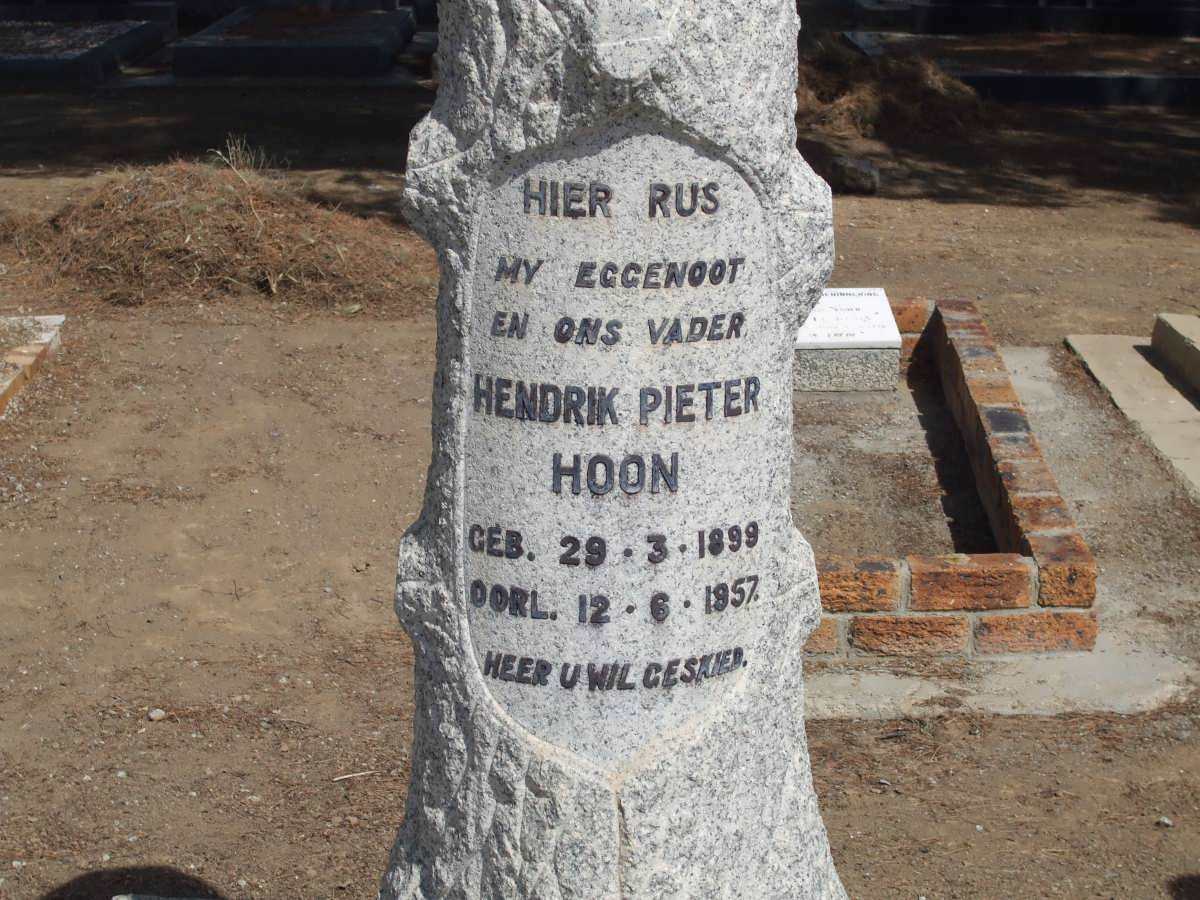 HIER RUS
MY EGGENOOT
EN ONS VADER
HENDRIK PIETER
HOON
GEB. 29·3·1899
OORL. 12·6·1957.
HEER U WIL GESKIED.